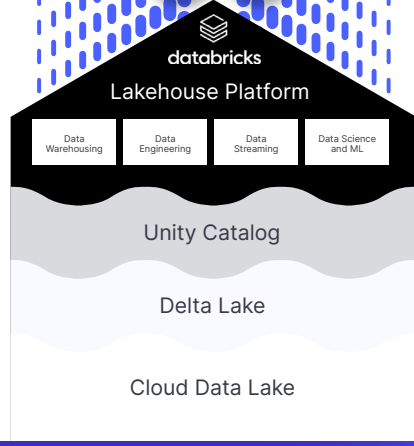 databricks
Lakehouse Platform
Data
Warehousing
Data
Engineering
Data
Streaming
Data Science
and ML
Unity Catalog
Delta Lake
Cloud Data Lake